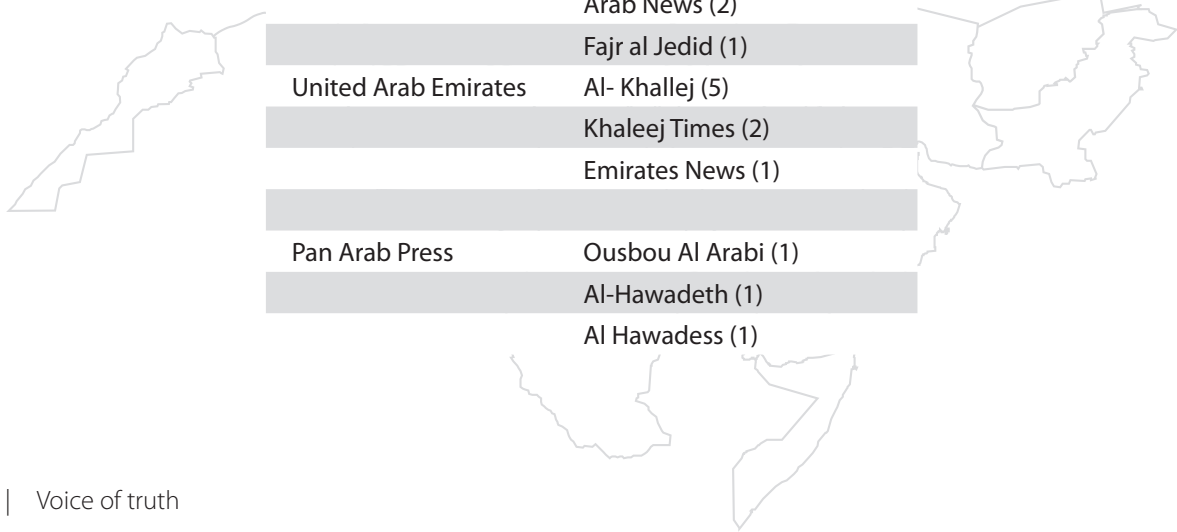 Arab News (2)
Fajr al Jedid (1)
United Arab Emirates Al- Khallej (5)
Khaleej Times (2)
Emirates News (1)
Pan Arab Press Ousbou Al Arabi (1)
Al-Hawadeth (1)
Al Hawadess (1)
| Voice of truth